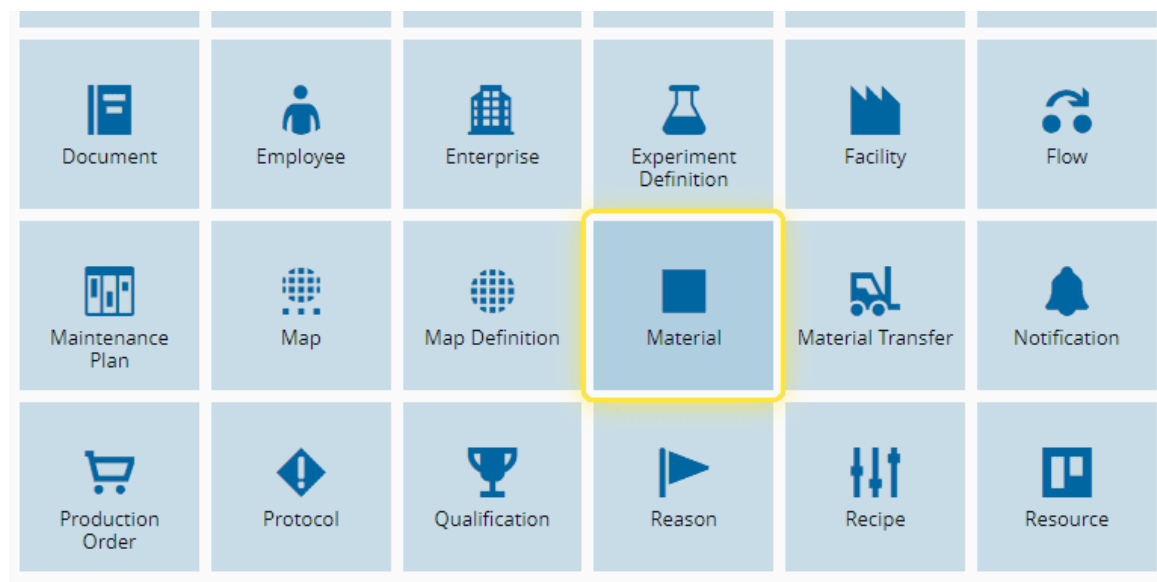 Document
Employee
Enterprise
Experiment
Definition
Facility
Flow
Maintenance
Plan
Map
Map Definition
Material
Material Transfer
Notification
Production
Order
Protocol
Qualification
Reason
Recipe
Resource